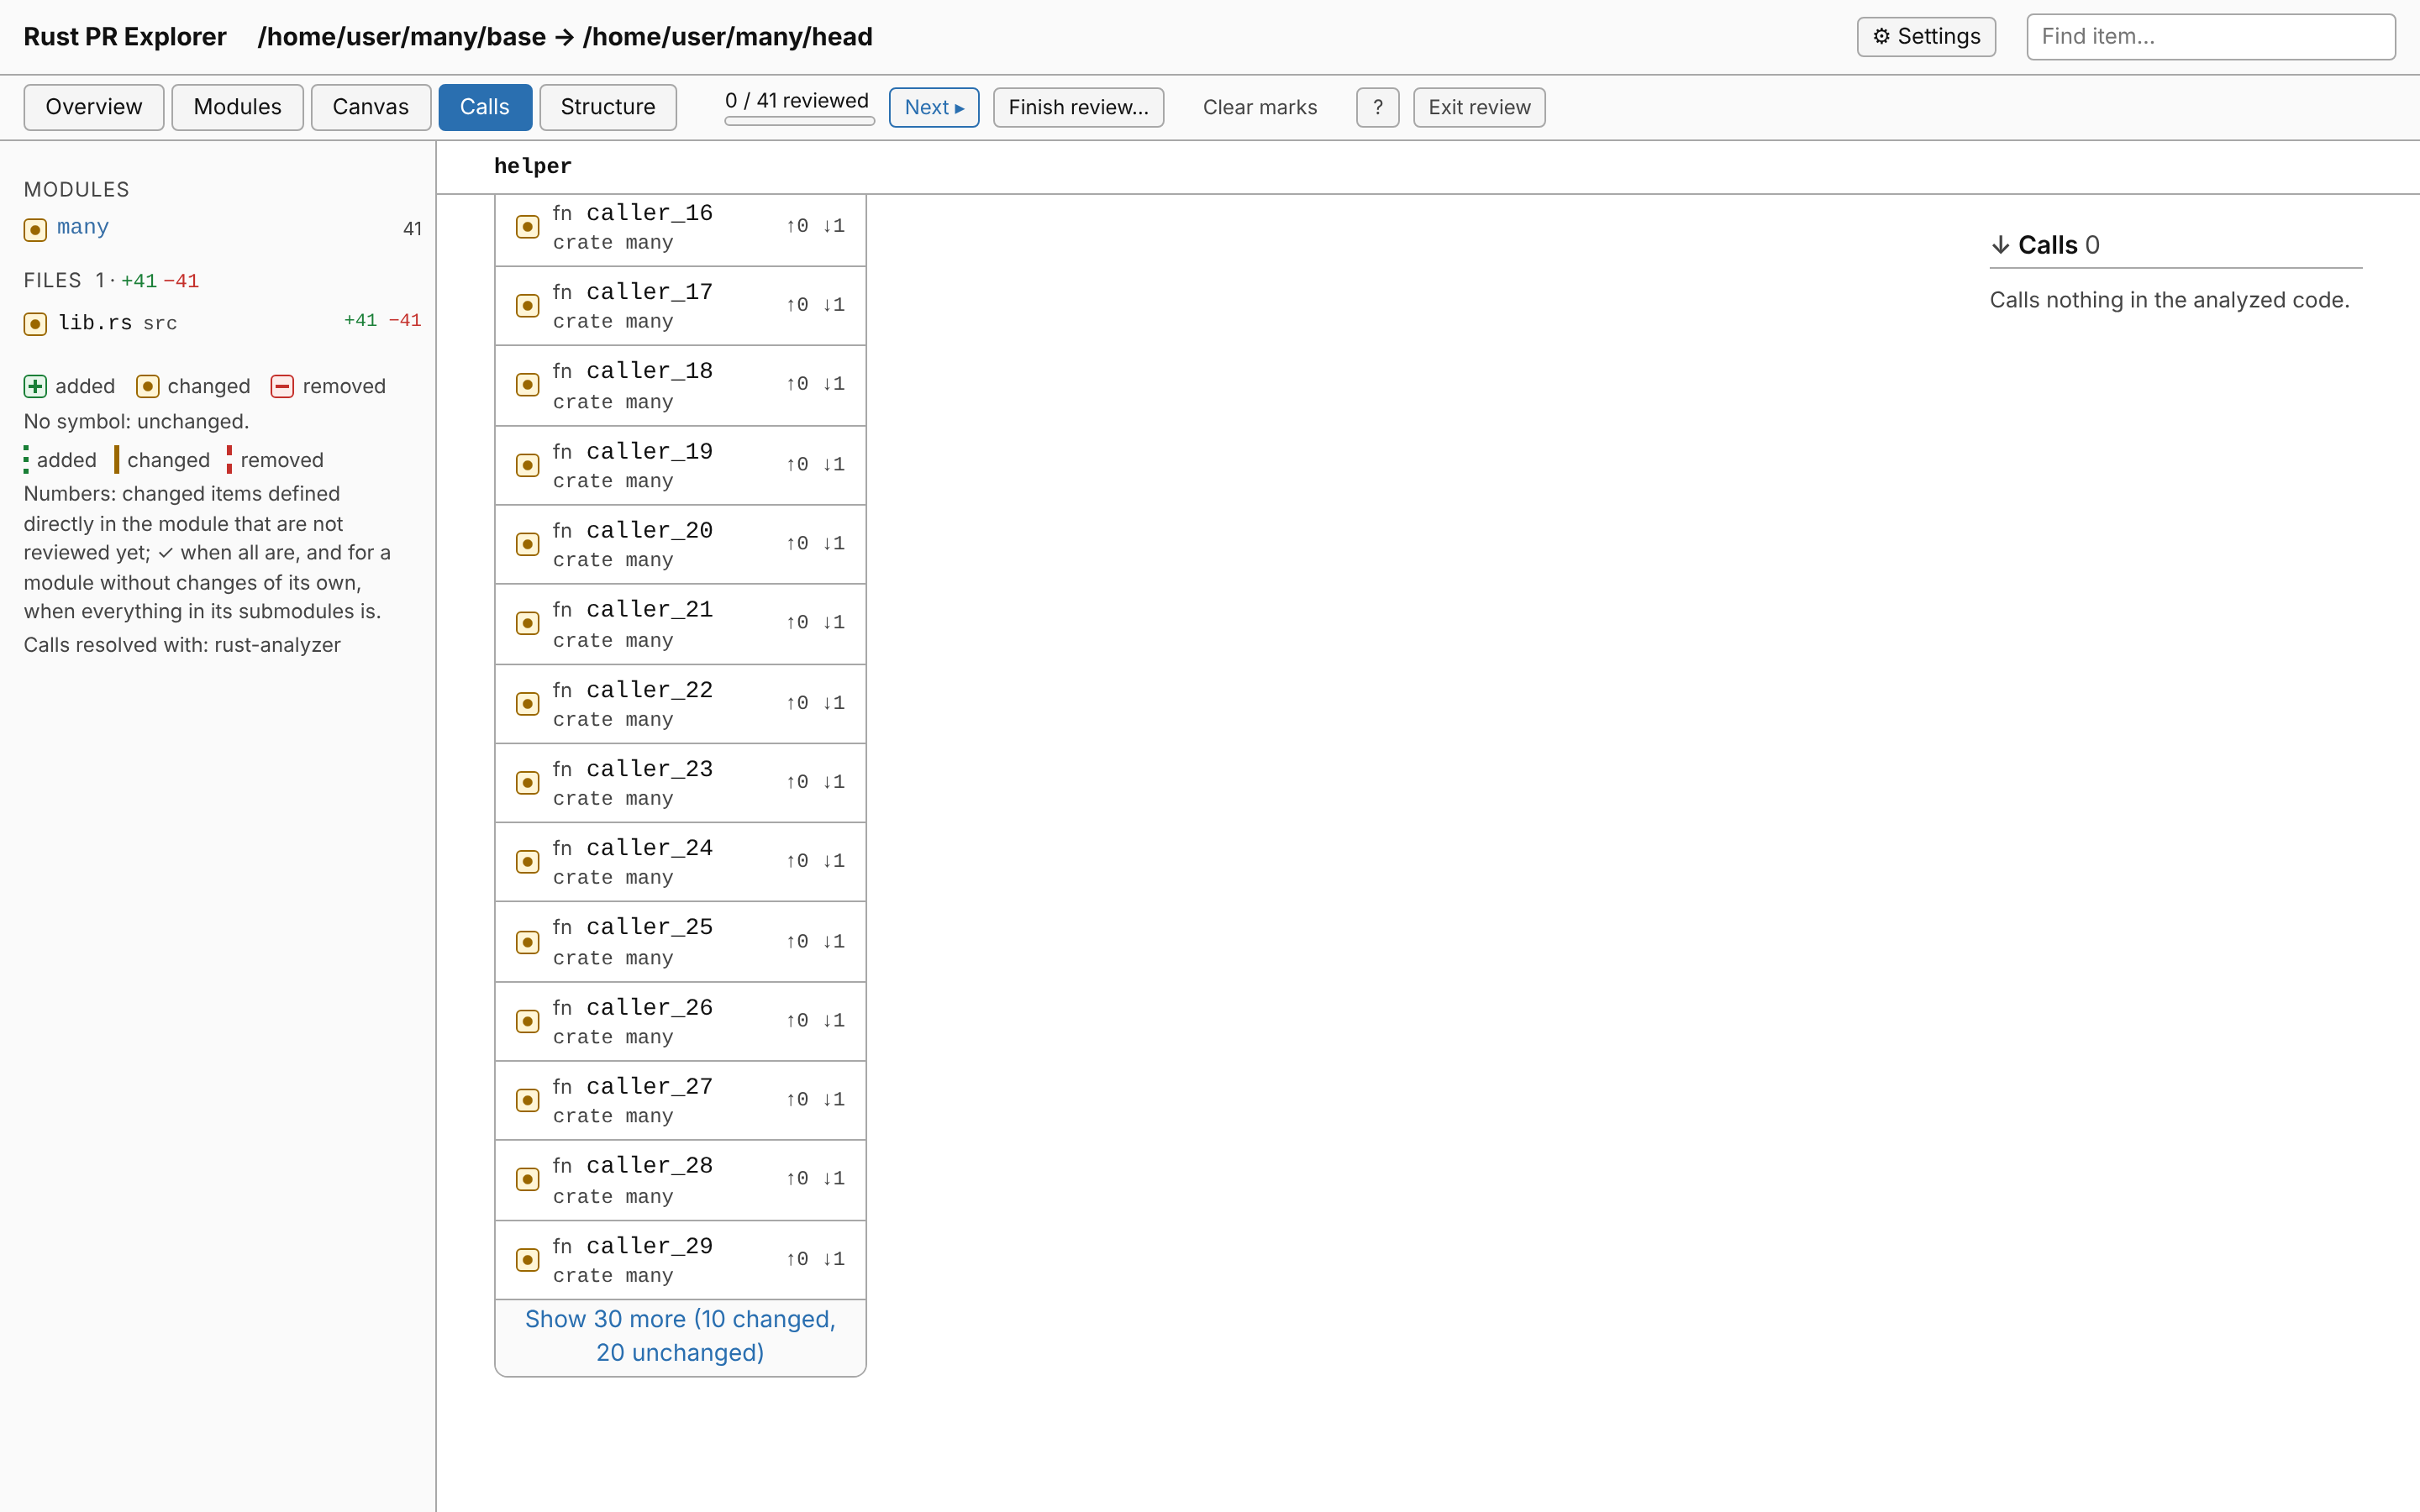 Rust PR Explorer /home/user/many/base → /home/user/many/head
⚙ Settings
Find item...
Overview
Modules
Canvas
Calls
Structure
0 / 41 reviewed
Next ▸
Finish review...
Clear marks
?
Exit review
MODULES
many 41
FILES 1 · +41 −41
lib.rs src +41 −41
added changed removed
No symbol: unchanged.
added changed removed
Numbers: changed items defined
directly in the module that are not
reviewed yet; ✓ when all are, and for a
module without changes of its own,
when everything in its submodules is.
Calls resolved with: rust-analyzer
helper
fn caller_16 ↑0 ↓1
crate many
fn caller_17 ↑0 ↓1
crate many
fn caller_18 ↑0 ↓1
crate many
fn caller_19 ↑0 ↓1
crate many
fn caller_20 ↑0 ↓1
crate many
fn caller_21 ↑0 ↓1
crate many
fn caller_22 ↑0 ↓1
crate many
fn caller_23 ↑0 ↓1
crate many
fn caller_24 ↑0 ↓1
crate many
fn caller_25 ↑0 ↓1
crate many
fn caller_26 ↑0 ↓1
crate many
fn caller_27 ↑0 ↓1
crate many
fn caller_28 ↑0 ↓1
crate many
fn caller_29 ↑0 ↓1
crate many
Show 30 more (10 changed,
20 unchanged)
↓ Calls 0
Calls nothing in the analyzed code.